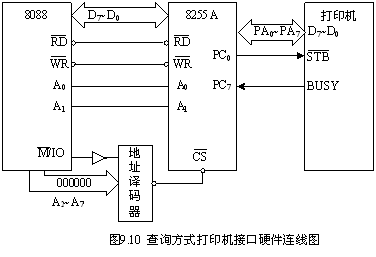 8088
8255A
打印机
D7~D0
PA0~PA7
D7~D0
RD
RD
WR
WR
PC0
STB
A0
A0
PC7
BUSY
A1
A1
M/IO
地址译码器
CS
000000
A2~A7
图9.10 查询方式打印机接口硬件连线图